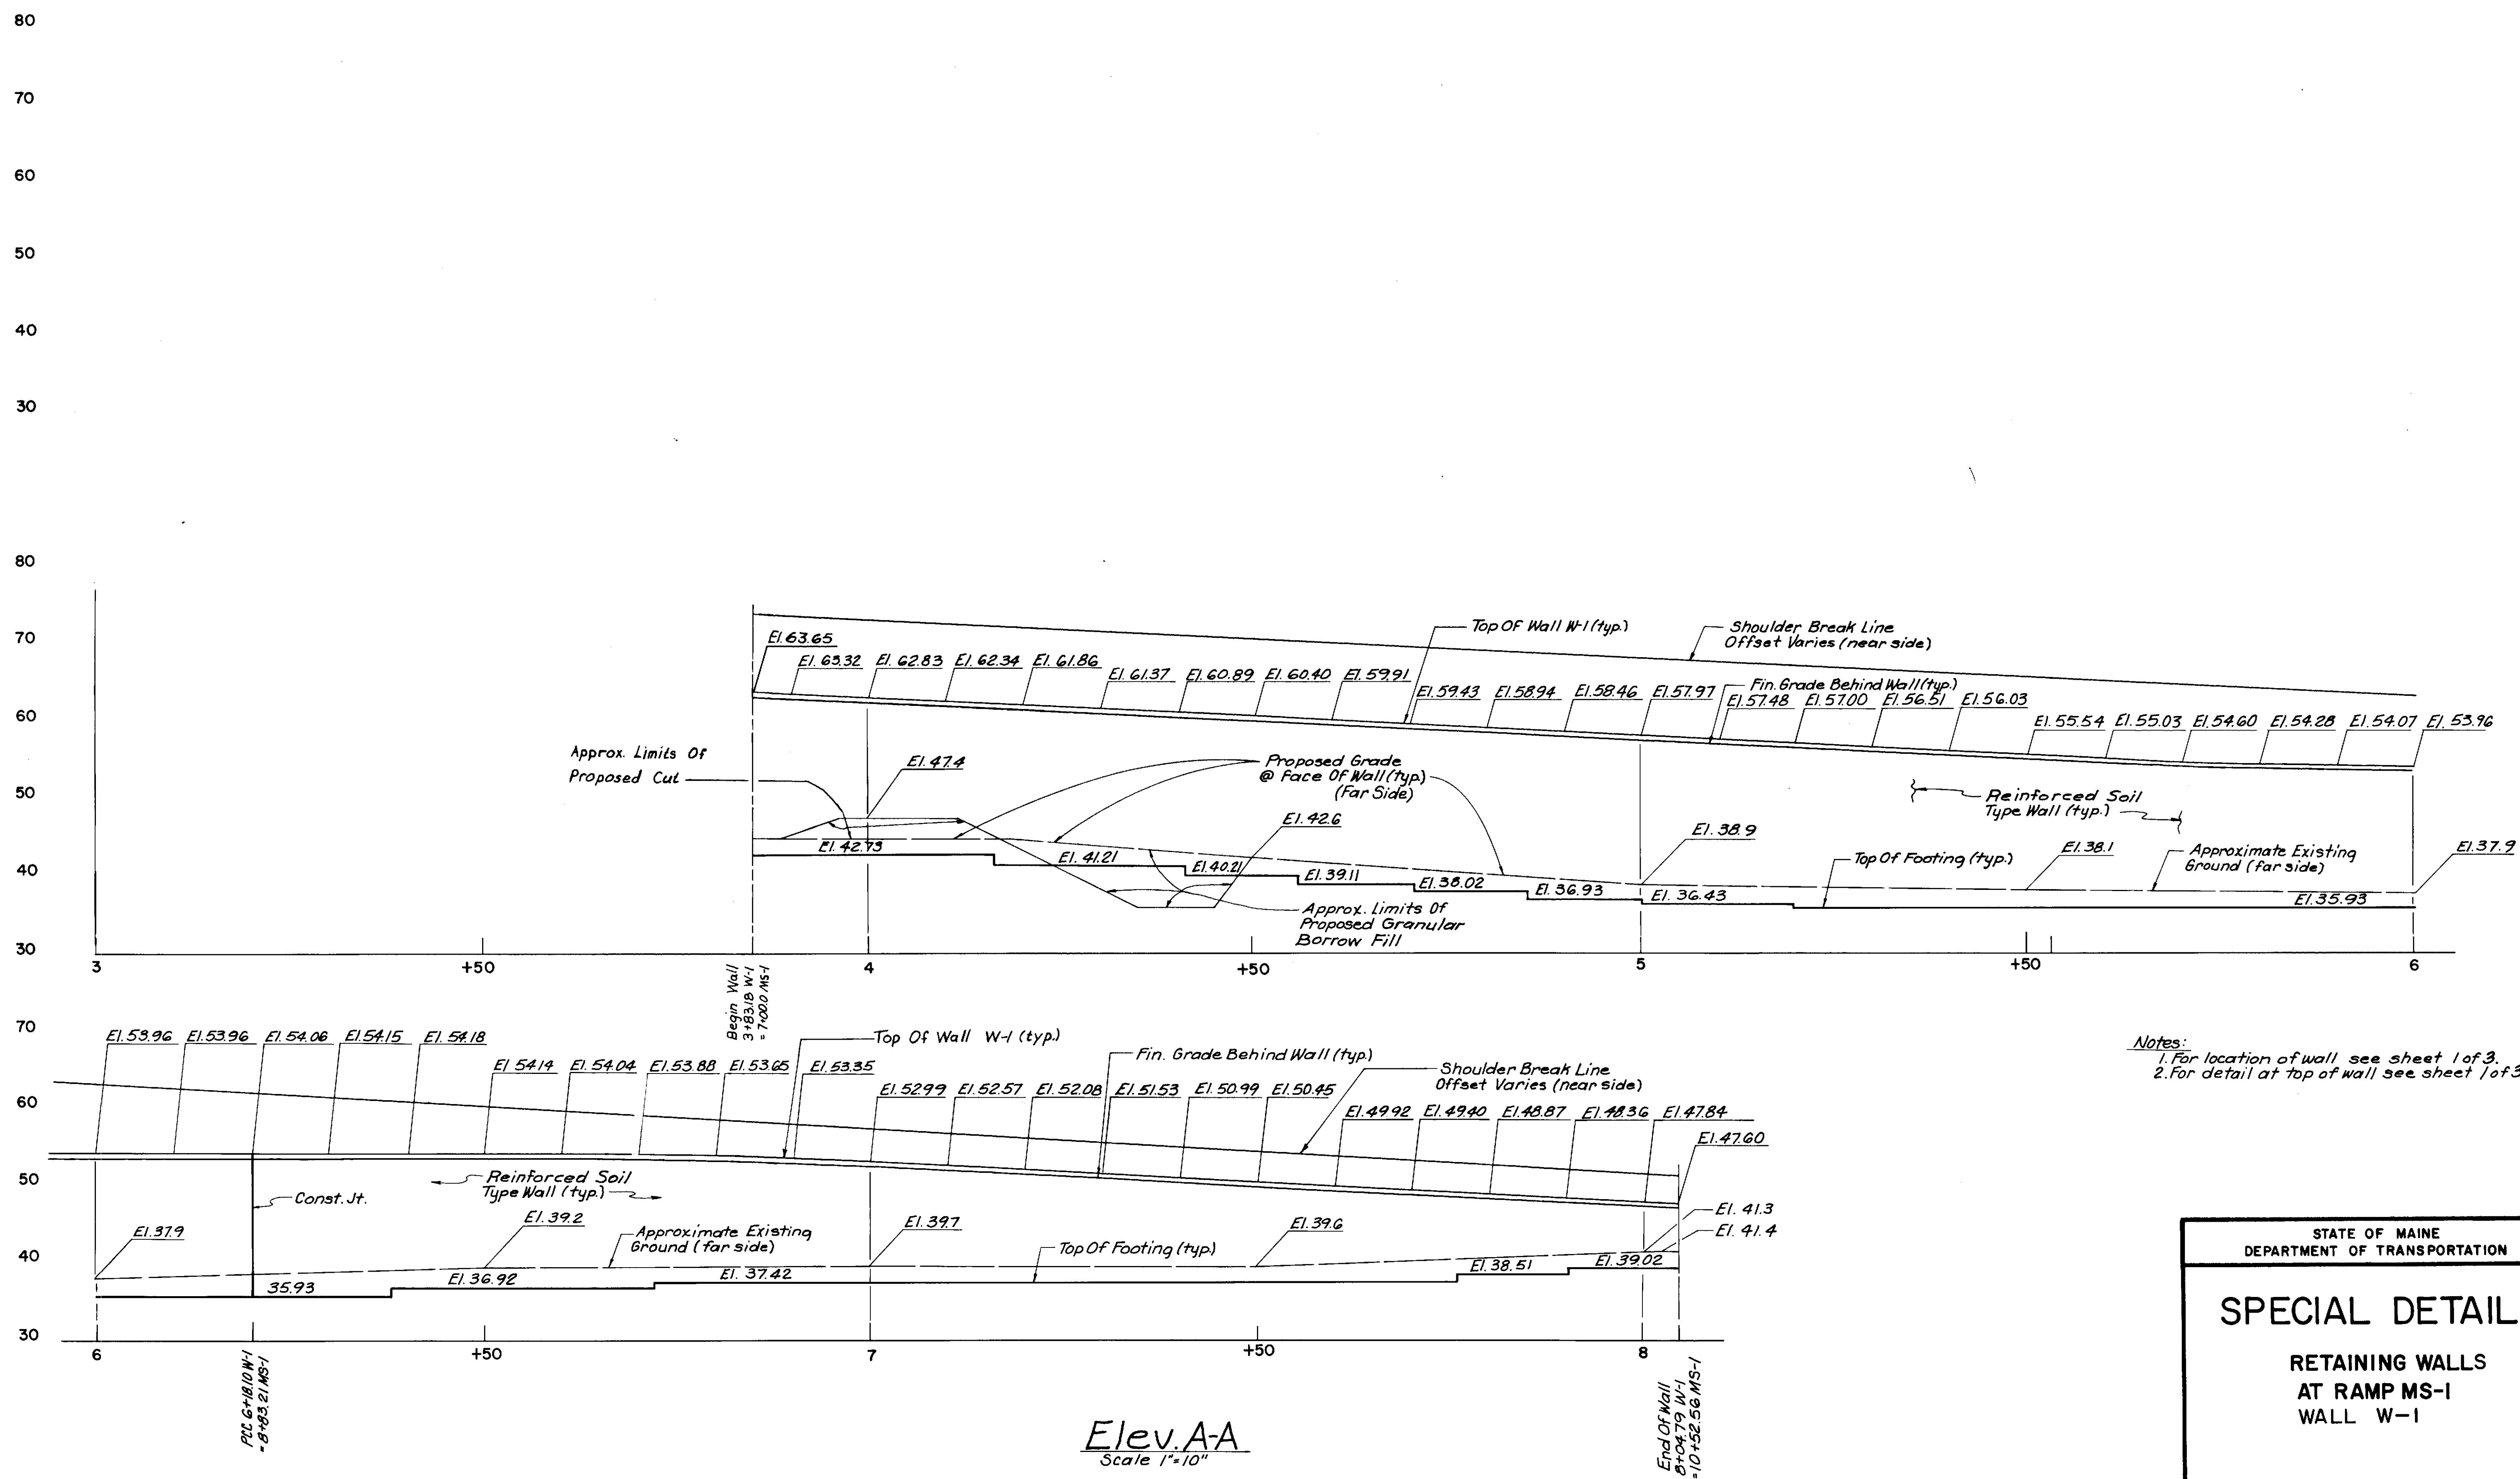 80
70
60
50
40
30
80
70
60
50
40
30
El. 63.65
El. 63.32 El. 62.83 El. 62.34 El. 61.86
El. 61.37 El. 60.89 El. 60.40 El. 59.91
El. 59.43 El. 58.94 El. 58.46 El. 57.97
El. 57.48 El. 57.00 El. 56.51 El. 56.03
El. 55.54 El. 55.03 El. 54.60 El. 54.28 El. 54.07 El. 53.96
Top Of Wall W-1 (typ.)
Shoulder Break Line
Offset Varies (near side)
Fin. Grade Behind Wall (typ.)
Approx. Limits Of
Proposed Cut
El. 47.4
Proposed Grade
@ Face Of Wall (typ.)
(Far Side)
El. 42.6
El. 38.9
Reinforced Soil
Type Wall (typ.)
El. 38.1
Approximate Existing
Ground (far side)
El. 37.9
Top Of Footing (typ.)
El. 42.73
El. 41.21
El. 40.21
El. 39.11
El. 38.02
El. 36.93
El. 36.43
El. 35.93
Approx. Limits Of
Proposed Granular
Borrow Fill
3
+50
4
+50
5
+50
6
Begin Wall
3+83.18 W-1
= 7+00.0 MS-1
70
60
50
40
30
El. 53.96 El. 53.96 El. 54.06 El. 54.15 El. 54.18
El. 54.14 El. 54.04 El. 53.88 El. 53.65 El. 53.35
El. 52.99 El. 52.57 El. 52.08 El. 51.53 El. 50.99 El. 50.45
El. 49.92 El. 49.40 El. 48.87 El. 48.36 El. 47.84
El. 47.60
Top Of Wall W-1 (typ.)
Fin. Grade Behind Wall (typ.)
Shoulder Break Line
Offset Varies (near side)
Const. Jt.
Reinforced Soil
Type Wall (typ.)
El. 37.9
El. 39.2
Approximate Existing
Ground (far side)
El. 39.7
Top Of Footing (typ.)
El. 39.6
El. 41.3
El. 41.4
35.93
El. 36.92
El. 37.42
El. 38.51
El. 39.02
6
+50
7
+50
8
PCC 6+18.10 W-1
= 8+83.21 MS-1
End Of Wall
8+04.79 W-1
= 10+52.56 MS-1
Elev. A-A
Scale 1"=10"
Notes:
1. For location of wall see sheet 1 of 3.
2. For detail at top of wall see sheet 1 of 3
STATE OF MAINE
DEPARTMENT OF TRANSPORTATION
SPECIAL DETAIL
RETAINING WALLS
AT RAMP MS-1
WALL W-1